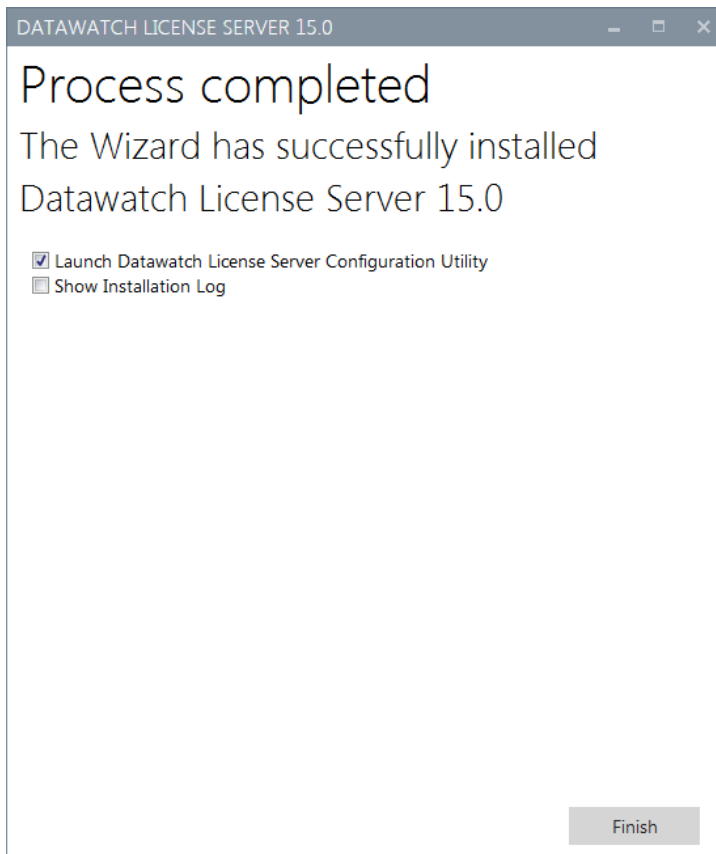 DATAWATCH LICENSE SERVER 15.0
Process completed
The Wizard has successfully installed
Datawatch License Server 15.0
Launch Datawatch License Server Configuration Utility
Show Installation Log
Finish